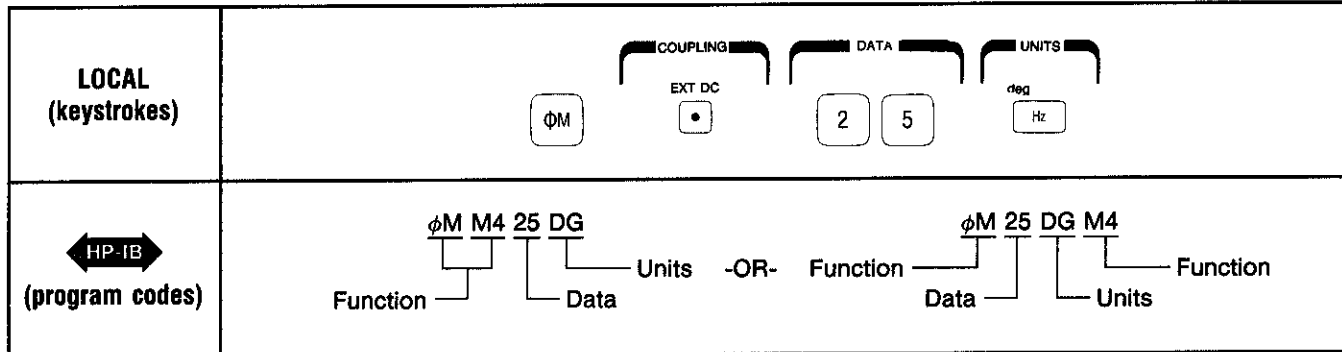 LOCAL
(keystrokes)
COUPLING DATA UNITS
EXT DC deg
ΦM • 2 5 Hz
HP-IB
(program codes)
ϕM M4 25 DG
Units
Function
Data
-OR-
ϕM 25 DG M4
Function
Function
Data
Units